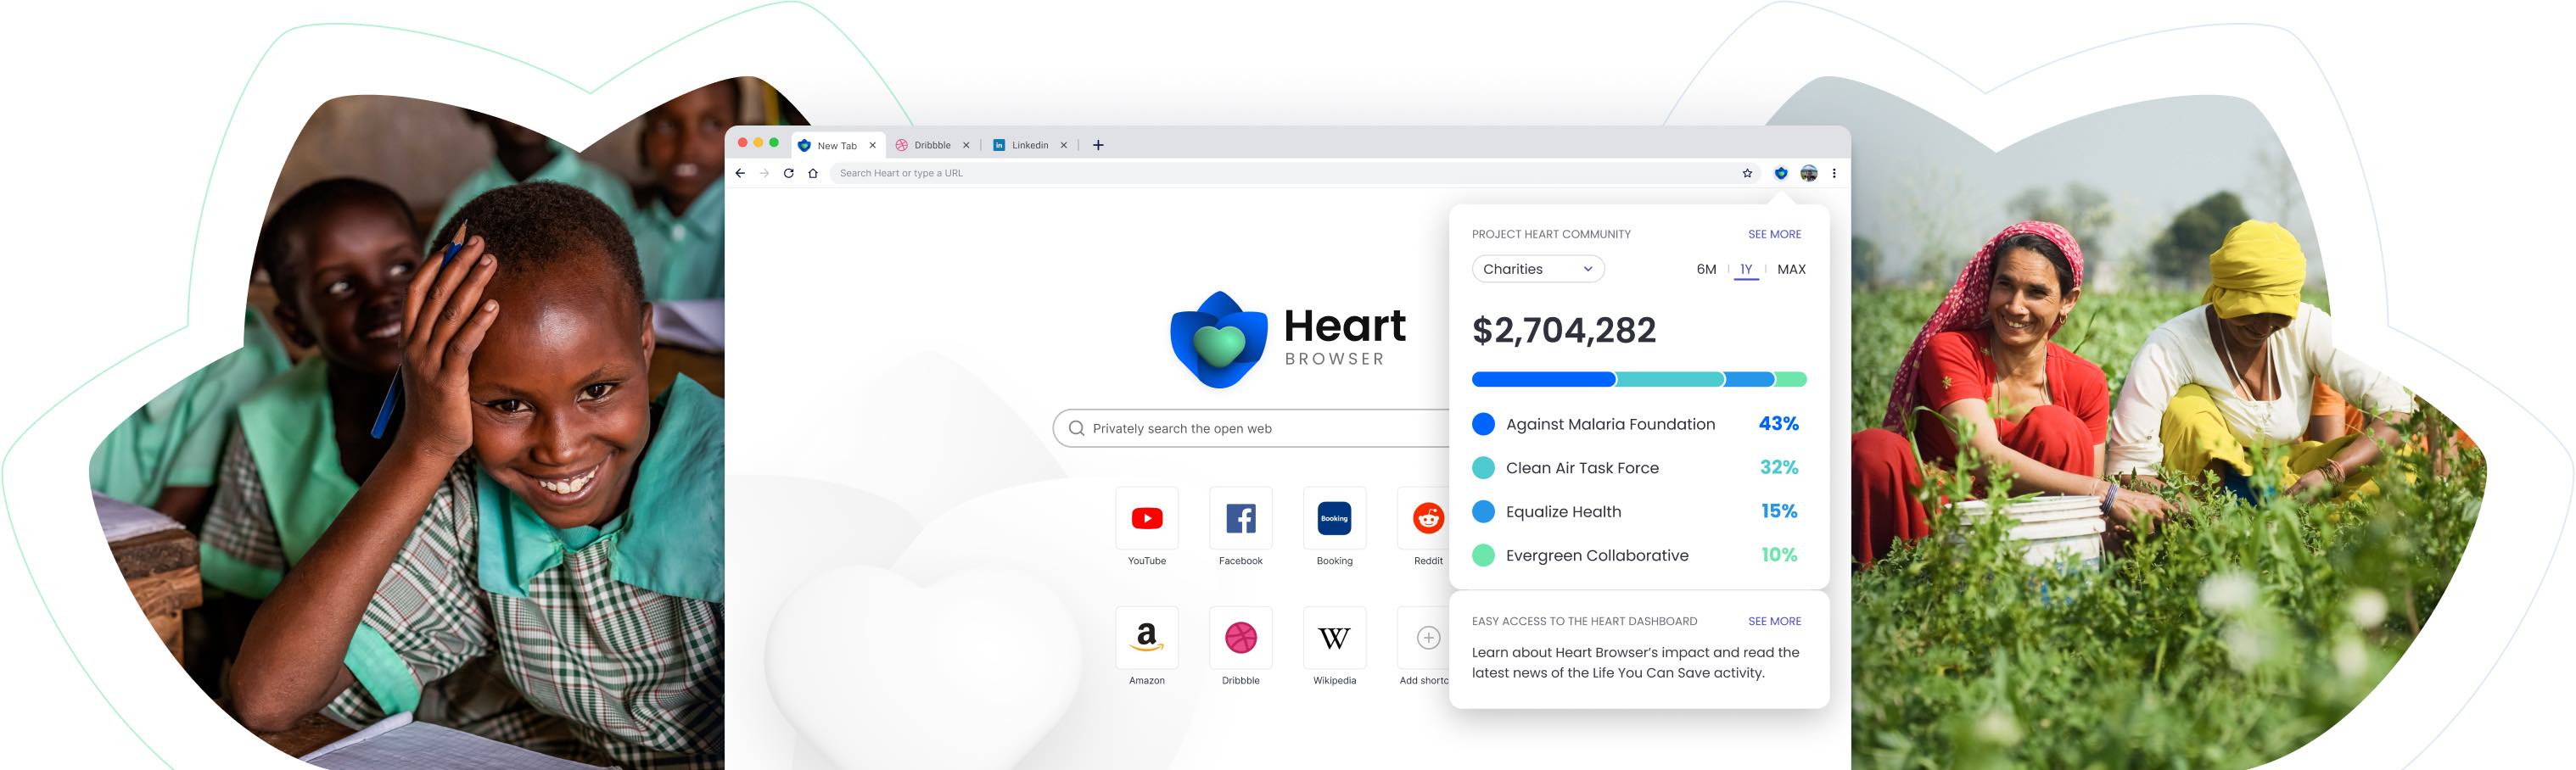 New Tab
Dribbble
Linkedin
Search Heart or type a URL
Heart
BROWSER
Privately search the open web
YouTube
Facebook
Booking
Booking
Reddit
Amazon
Dribbble
Wikipedia
Add shortc
PROJECT HEART COMMUNITY SEE MORE
Charities 6M 1Y MAX
$2,704,282
Against Malaria Foundation 43%
Clean Air Task Force 32%
Equalize Health 15%
Evergreen Collaborative 10%
EASY ACCESS TO THE HEART DASHBOARD SEE MORE
Learn about Heart Browser’s impact and read the
latest news of the Life You Can Save activity.